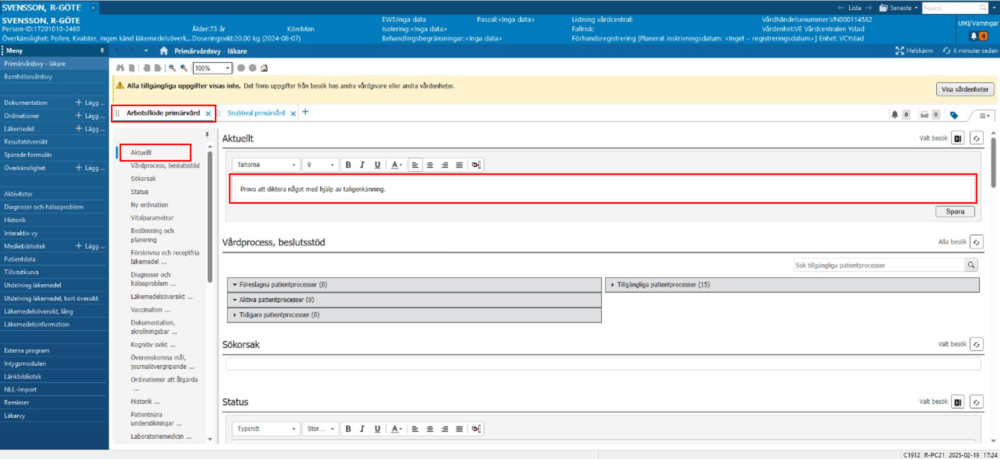 SVENSSON, R-GÖTE
Lista
Senaste
Namn
SVENSSON, R-GÖTE
Person-ID:17201010-2460
Ålder:73 år
Kön:Man
Överkänslighet: Pollen, Kvalster, Ingen känd läkemedelsöverk...
Doseringsvikt:20.00 kg (2024-08-07)
EWS:Inga data
Pascal:<Inga data>
Isolering:<Inga data>
Behandlingsbegränsningar:<Inga data>
Listning vårdcentral:
Fallrisk:
Förhandsregistrering [Planerat inskrivningsdatum: <Inget – registreringsdatum>] Enhet: VCYstad
Vårdhändelsenummer:VN000114582
Vårdenhet:VE Vårdcentralen Ystad
UMI/Varningar
4
Meny
Primärvårdsvy - läkare
Helskärm
6 minuter sedan
Primärvårdsvy - läkare
Barnhälsovårdsvy
Dokumentation + Lägg ...
Ordinationer + Lägg ...
Läkemedel + Lägg ...
Resultatöversikt
Sparade formulär
Överkänslighet + Lägg ...
Aktiviteter
Diagnoser och hälsoproblem
Historik
Interaktiv vy
Mediebibliotek + Lägg ...
Patientdata
Tillväxtkurva
Utdelning läkemedel
Utdelning läkemedel, kort översikt
Läkemedelsöversikt, lång
Läkemedelsinformation
Externa program
Intygsmodulen
Länkbibliotek
NLL-Import
Remisser
Läkarvy
100%
Alla tillgängliga uppgifter visas inte. Det finns uppgifter från besök hos andra vårdgivare eller andra vårdenheter.
Visa vårdenheter
Arbetsflöde primärvård
Snabbval primärvård
0
0
Aktuellt
Vårdprocess, beslutsstöd
Sökorsak
Status
Ny ordination
Vitalparametrar
Bedömning och
planering
Förskrivna och receptfria
läkemedel ...
Diagnoser och
hälsoproblem ...
Läkemedelsöversikt ...
Vaccination ...
Dokumentation,
skrollningsbar ...
Kognitiv svikt ...
Överenskomna mål,
journalövergripande ...
Ordinationer att åtgärda
...
Historik ...
Patientnära
undersökningar ...
Laboratoriemedicin ...
Aktuellt
Valt besök
Tahoma
9
B I U A
Prova att diktera något med hjälp av taligenkänning.
Spara
Vårdprocess, beslutsstöd
Alla besök
Sök tillgängliga patientprocesser
Föreslagna patientprocesser (0)
Tillgängliga patientprocesser (15)
Aktiva patientprocesser (0)
Tidigare patientprocesser (0)
Sökorsak
Valt besök
Status
Valt besök
Typsnitt
Stor...
B I U A
C1912 R-PC21 2025-02-19 17:24